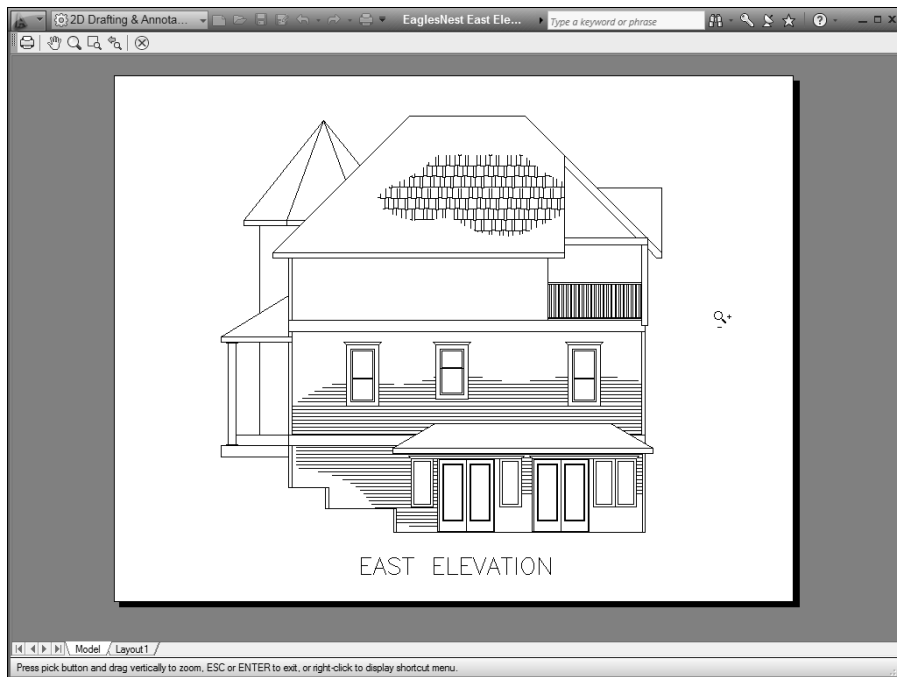 2D Drafting & Annota...
EaglesNest East Ele...
Type a keyword or phrase
EAST ELEVATION
Model
Layout1
Press pick button and drag vertically to zoom, ESC or ENTER to exit, or right-click to display shortcut menu.